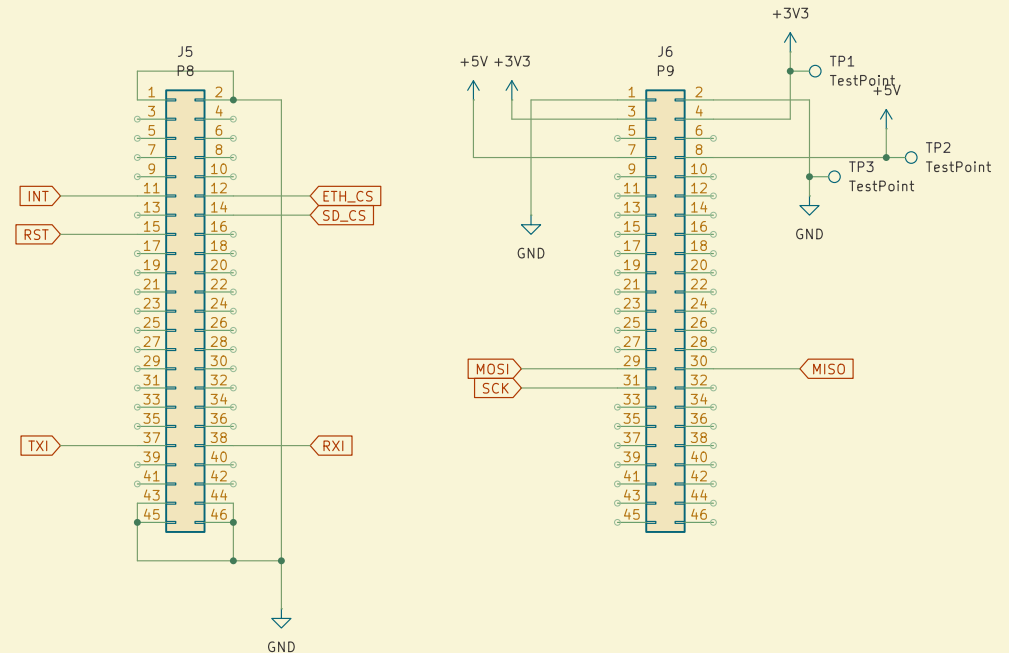 +3V3
J5
P8
+5V +3V3
J6
P9
TP1
TestPoint
+5V
1 2
3 4
5 6
7 8
9 10
11 12
13 14
15 16
17 18
19 20
21 22
23 24
25 26
27 28
29 30
31 32
33 34
35 36
37 38
39 40
41 42
43 44
45 46
INT
RST
ETH_CS
SD_CS
TXI
RXI
GND
1 2
3 4
5 6
7 8
9 10
11 12
13 14
15 16
17 18
19 20
21 22
23 24
25 26
27 28
29 30
31 32
33 34
35 36
37 38
39 40
41 42
43 44
45 46
TP2
TestPoint
TP3
TestPoint
GND
GND
MOSI
SCK
MISO